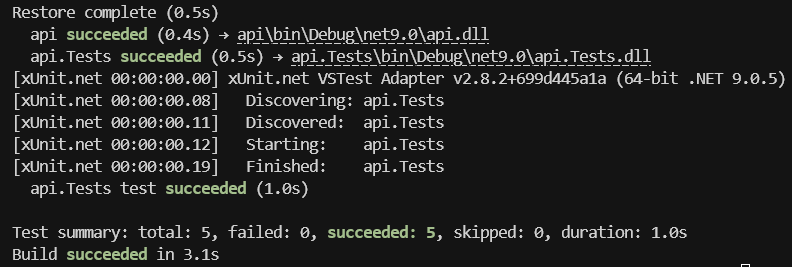 Restore complete (0.5s)
api succeeded (0.4s) → api\bin\Debug\net9.0\api.dll
api.Tests succeeded (0.5s) → api.Tests\bin\Debug\net9.0\api.Tests.dll
[xUnit.net 00:00:00.00] xUnit.net VSTest Adapter v2.8.2+699d445a1a (64-bit .NET 9.0.5)
[xUnit.net 00:00:00.08]   Discovering: api.Tests
[xUnit.net 00:00:00.11]   Discovered:  api.Tests
[xUnit.net 00:00:00.12]   Starting:    api.Tests
[xUnit.net 00:00:00.19]   Finished:    api.Tests
api.Tests test succeeded (1.0s)
Test summary: total: 5, failed: 0, succeeded: 5, skipped: 0, duration: 1.0s
Build succeeded in 3.1s